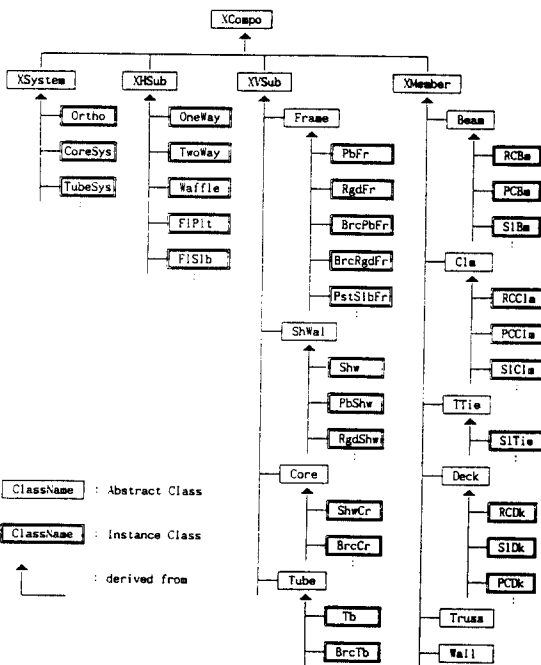 XCompo
XSystem
XHSub
XVSub
XMember
Ortho
CoreSys
TubeSys
:
OneWay
TwoWay
Waffle
FlPlt
FlSlb
:
Frame
PbFr
RgdFr
BrcPbFr
BrcRgdFr
PstSlbFr
:
ShWal
Shw
PbShw
RgdShw
:
Core
ShwCr
BrcCr
:
Tube
Tb
BrcTb
Beam
RCBm
PCBm
SlBm
:
Clm
RCClm
PCClm
SlClm
:
TTie
SlTie
:
Deck
RCDk
SlDk
PCDk
:
Truss
Wall
ClassName : Abstract Class
ClassName : Instance Class
: derived from